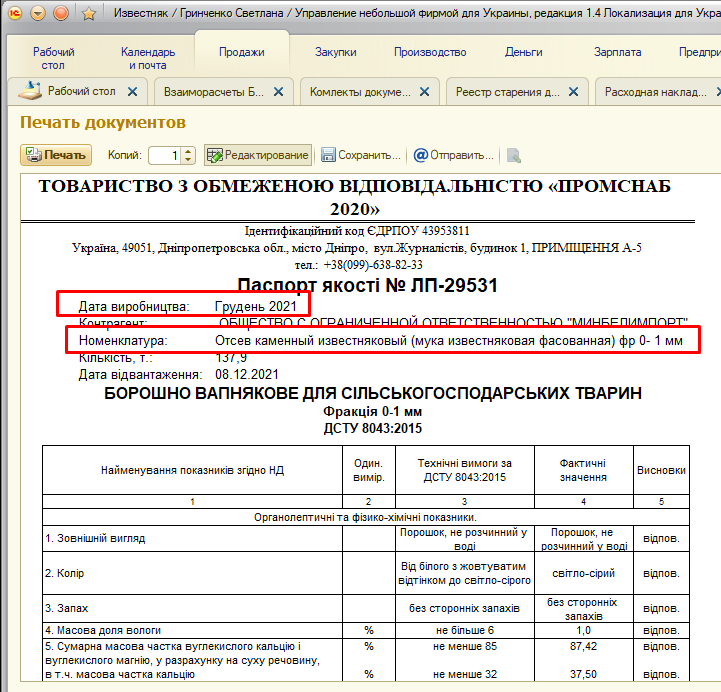 Известняк / Гринченко Светлана / Управление небольшой фирмой для Украины, редакция 1.4 Локализация для Укра
Рабочий стол
Календарь и почта
Продажи
Закупки
Производство
Деньги
Зарплата
Предпри
Рабочий стол
Взаиморасчеты Б...
Комлекты докуме...
Реестр старения д...
Расходная наклад...
Печать документов
Печать Копий: 1 Редактирование Сохранить... Отправить...
ТОВАРИСТВО З ОБМЕЖЕНОЮ ВІДПОВІДАЛЬНІСТЮ «ПРОМСНАБ
2020»
Ідентифікаційний код ЄДРПОУ 43953811
Україна, 49051, Дніпропетровська обл., місто Дніпро, вул.Журналістів, будинок 1, ПРИМІЩЕННЯ А-5
тел.: +38(099)-638-82-33
Паспорт якості № ЛП-29531
Дата виробництва: Грудень 2021
Контрагент: ОБЩЕСТВО С ОГРАНИЧЕННОЙ ОТВЕТСТВЕННОСТЬЮ "МИНБЕЛИМПОРТ"
Номенклатура: Отсев каменный известняковый (мука известняковая фасованная) фр 0- 1 мм
Кількість, т.: 137,9
Дата відвантаження: 08.12.2021
БОРОШНО ВАПНЯКОВЕ ДЛЯ СІЛЬСЬКОГОСПОДАРСЬКИХ ТВАРИН
Фракція 0-1 мм
ДСТУ 8043:2015
Найменування показників згідно НД
Один. вимір.
Технічні вимоги за ДСТУ 8043:2015
Фактичні значення
Висновки
1 2 3 4 5
Органолептичні та фізико-хімічні показники.
1. Зовнішній вигляд
Порошок, не розчинний у воді
Порошок, не розчинний у воді
відпов.
2. Колір
Від білого з жовтуватим відтінком до світло-сірого
світло-сірий
відпов.
3. Запах
без сторонніх запахів
без сторонніх запахів
відпов.
4. Масова доля вологи % не більше 6 1,0 відпов.
5. Сумарна масова частка вуглекислого кальцію і % не менше 85 87,42 відпов.
вуглекислого магнію, у разрахунку на суху речовину,
в т.ч. масова частка кальцію % не менше 32 37,50 відпов.